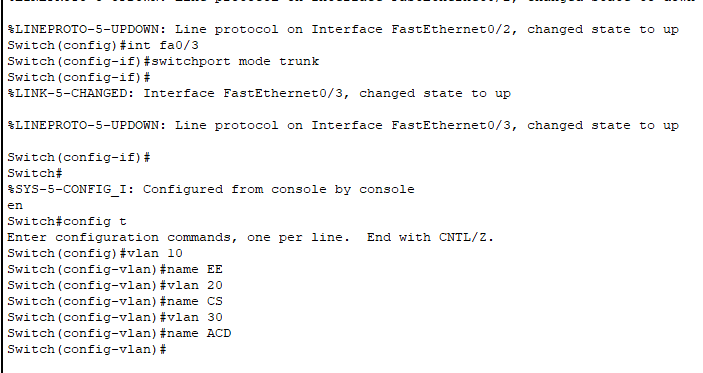 %LINEPROTO-5-UPDOWN: Line protocol on Interface FastEthernet0/2, changed state to up
Switch(config)#int fa0/3
Switch(config-if)#switchport mode trunk
Switch(config-if)#
%LINK-5-CHANGED: Interface FastEthernet0/3, changed state to up
%LINEPROTO-5-UPDOWN: Line protocol on Interface FastEthernet0/3, changed state to up
Switch(config-if)#
Switch#
%SYS-5-CONFIG_I: Configured from console by console
en
Switch#config t
Enter configuration commands, one per line.  End with CNTL/Z.
Switch(config)#vlan 10
Switch(config-vlan)#name EE
Switch(config-vlan)#vlan 20
Switch(config-vlan)#name CS
Switch(config-vlan)#vlan 30
Switch(config-vlan)#name ACD
Switch(config-vlan)#